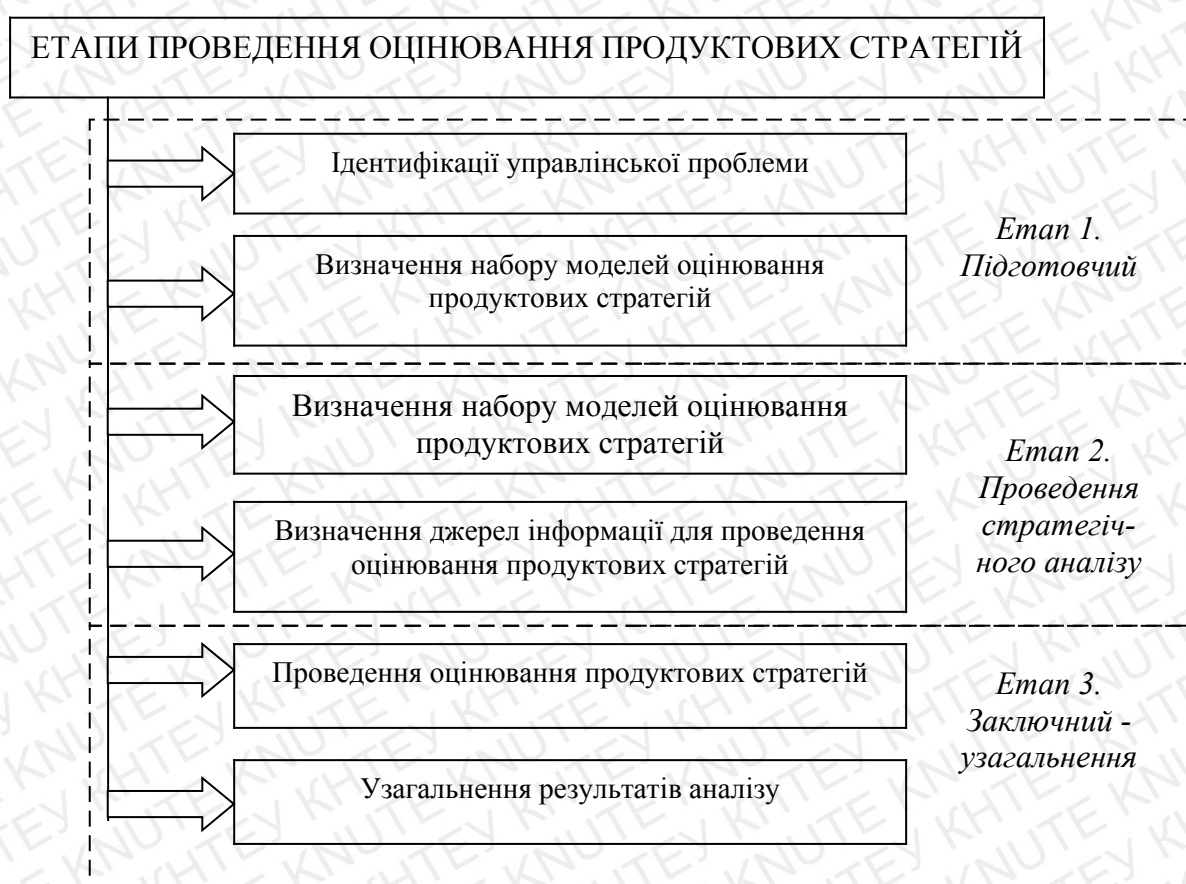 ЕТАПИ ПРОВЕДЕННЯ ОЦІНЮВАННЯ ПРОДУКТОВИХ СТРАТЕГІЙ
Ідентифікації управлінської проблеми
Визначення набору моделей оцінювання
продуктових стратегій
Етап 1.
Підготовчий
Визначення набору моделей оцінювання
продуктових стратегій
Визначення джерел інформації для проведення
оцінювання продуктових стратегій
Етап 2.
Проведення
стратегіч-
ного аналізу
Проведення оцінювання продуктових стратегій
Узагальнення результатів аналізу
Етап 3.
Заключний -
узагальнення